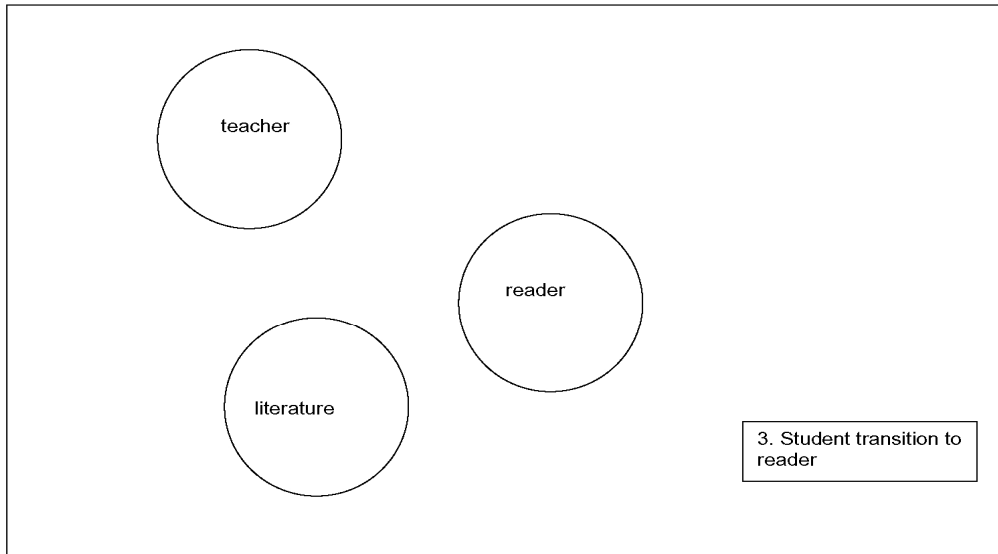 teacher
reader
literature
3. Student transition to
reader